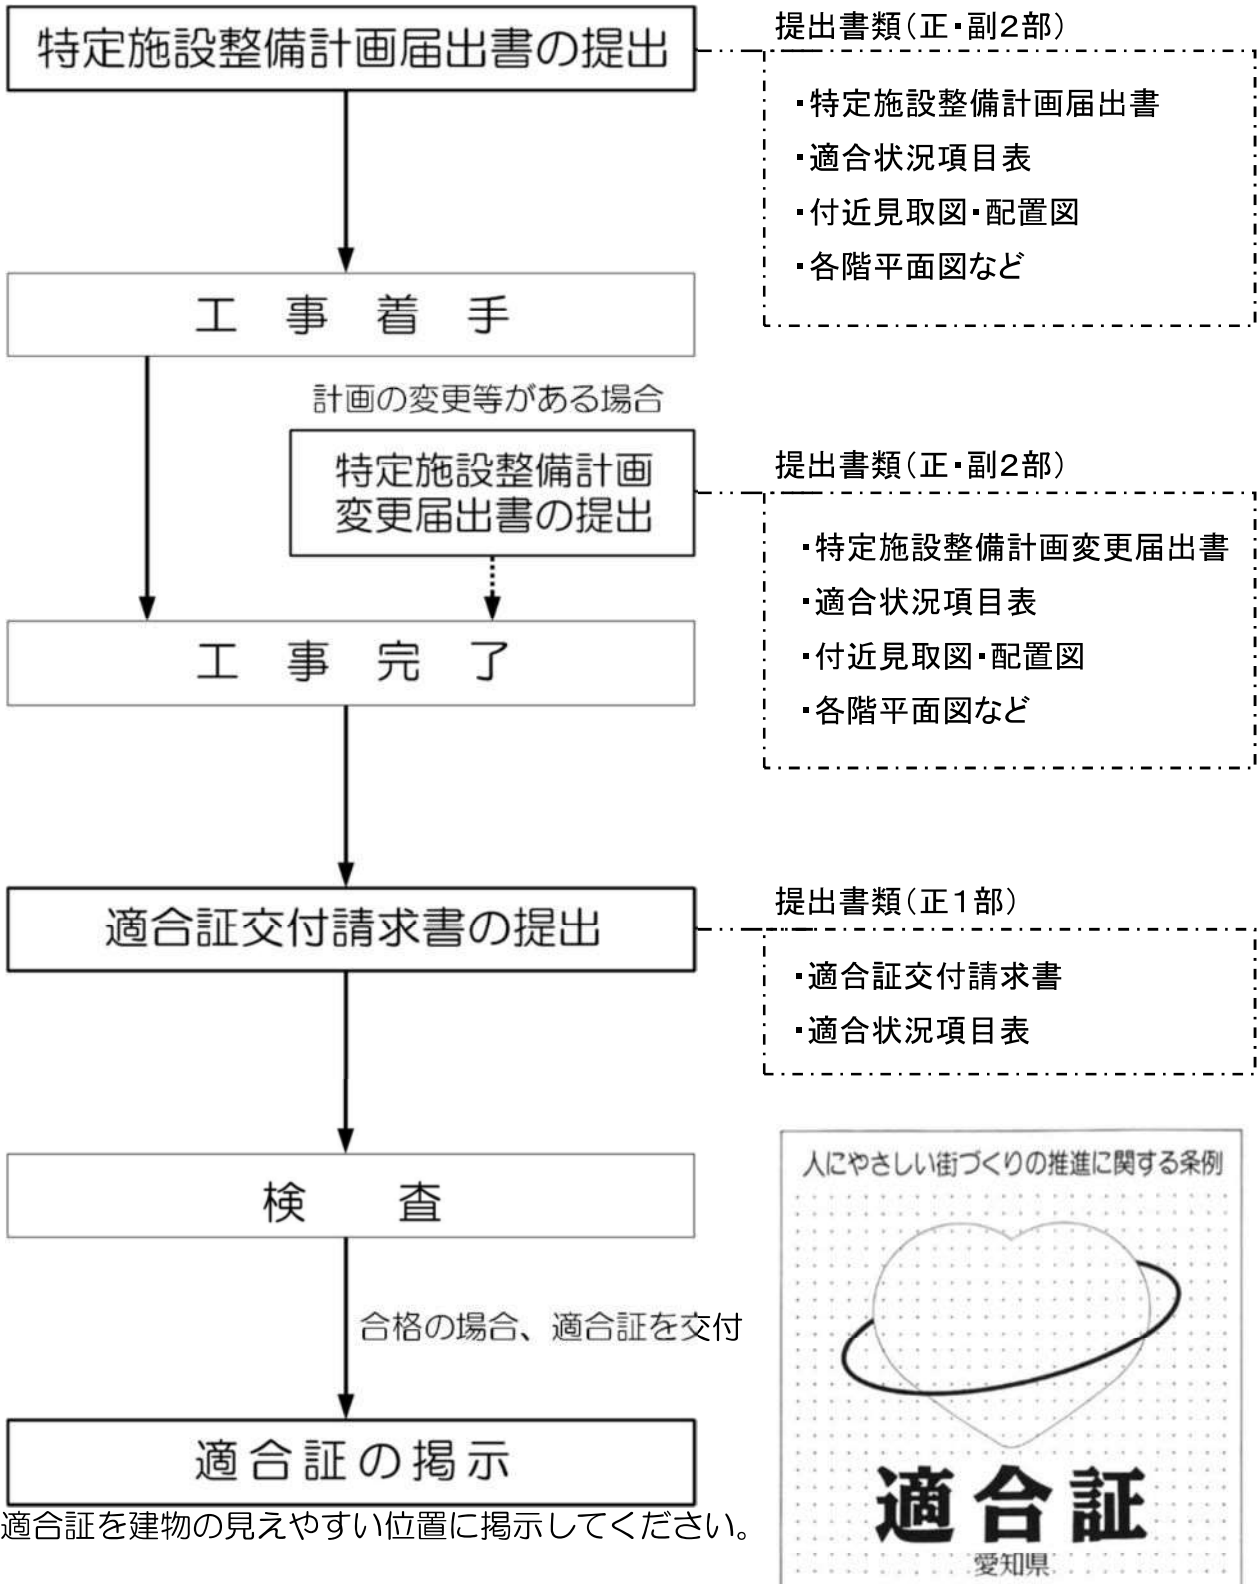 特定施設整備計画届出書の提出
提出書類（正・副２部）
・特定施設整備計画届出書
・適合状況項目表
・付近見取図・配置図
・各階平面図など
工事着手
計画の変更等がある場合
特定施設整備計画
変更届出書の提出
提出書類（正・副２部）
・特定施設整備計画変更届出書
・適合状況項目表
・付近見取図・配置図
・各階平面図など
工事完了
適合証交付請求書の提出
提出書類（正１部）
・適合証交付請求書
・適合状況項目表
検査
合格の場合、適合証を交付
適合証の掲示
適合証を建物の見えやすい位置に掲示してください。
人にやさしい街づくりの推進に関する条例
適合証
愛知県